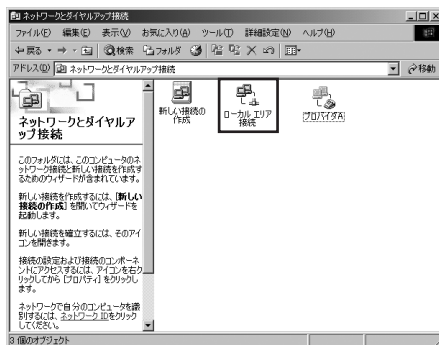 ネットワークとダイヤルアップ接続
ファイル(F) 編集(E) 表示(V) お気に入り(A) ツール(T) 詳細設定(N) ヘルプ(H)
戻る 検索 フォルダ
アドレス(D) ネットワークとダイヤルアップ接続 移動
ネットワークとダイヤルア
ップ接続
このフォルダには、このコンピュータのネ
ットワーク接続と新しい接続を作成す
るためのウィザードが含まれています。
新しい接続を作成するには、[新しい
接続の作成] を開いてウィザードを
起動します。
新しい接続を確立するには、そのアイ
コンを開きます。
接続の設定および接続のコンポーネ
ントにアクセスするには、アイコンを右ク
リックしてから [プロパティ] をクリックし
ます。
ネットワークで自分のコンピュータを識
別するには、ネットワーク IDをクリック
してください。
新しい接続の
作成
ローカル エリア
接続
プロバイダA
3 個のオブジェクト